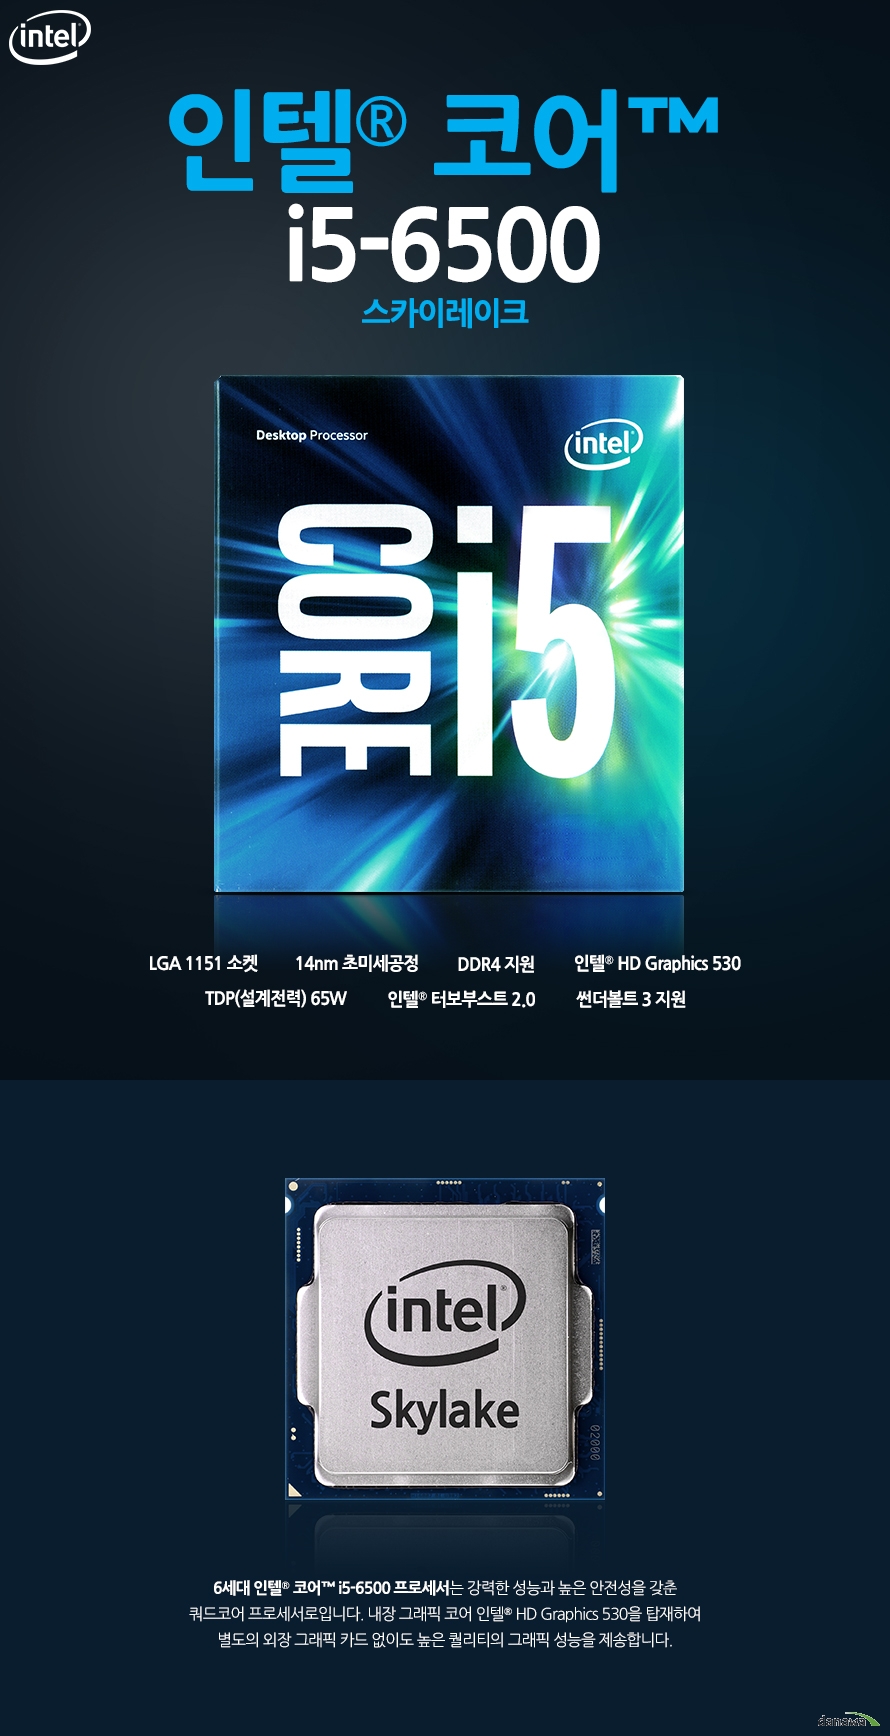 intel
인텔® 코어™
i5-6500
스카이레이크
Desktop Processor
intel
CORE i5
LGA 1151 소켓 14nm 초미세공정 DDR4 지원 인텔® HD Graphics 530
TDP(설계전력) 65W 인텔® 터보부스트 2.0 썬더볼트 3 지원
intel
Skylake
02000
6세대 인텔® 코어™ i5-6500 프로세서는 강력한 성능과 높은 안전성을 갖춘
쿼드코어 프로세서로입니다. 내장 그래픽 코어 인텔® HD Graphics 530을 탑재하여
별도의 외장 그래픽 카드 없이도 높은 퀄리티의 그래픽 성능을 제송합니다.
danawa